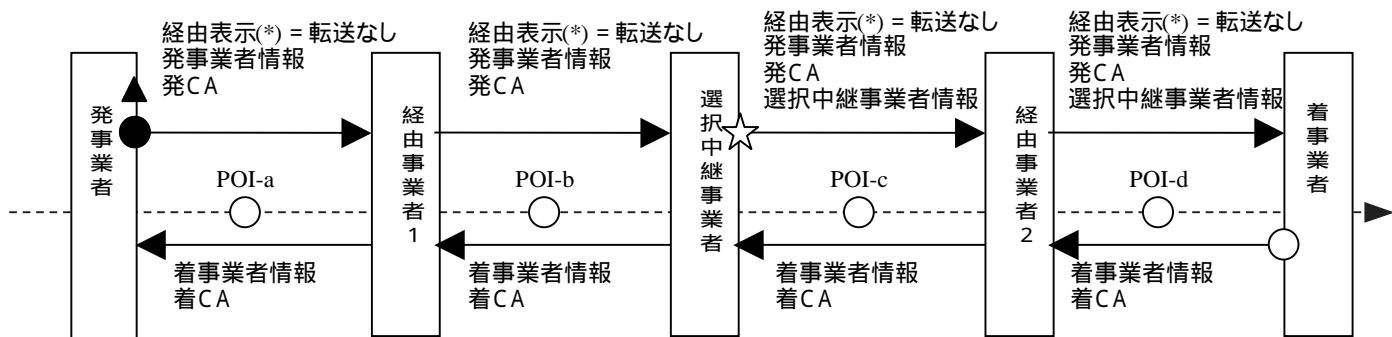 経由表示(*) = 転送なし
発事業者情報
発CA
経由表示(*) = 転送なし
発事業者情報
発CA
経由表示(*) = 転送なし
発事業者情報
発CA
選択中継事業者情報
経由表示(*) = 転送なし
発事業者情報
発CA
選択中継事業者情報
発事業者
経由事業者1
選択中継事業者
経由事業者2
着事業者
POI-a
POI-b
POI-c
POI-d
着事業者情報
着CA
着事業者情報
着CA
着事業者情報
着CA
着事業者情報
着CA